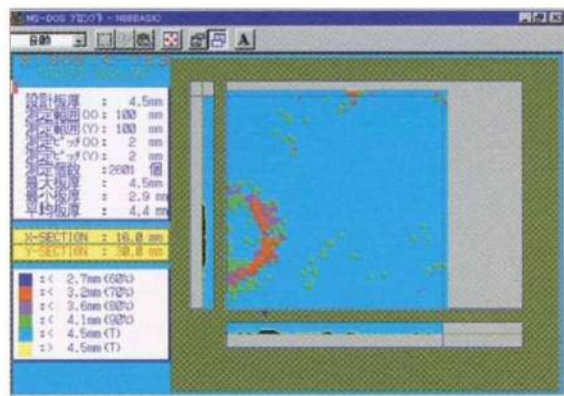 MS-DOS プロンプト - N88BASIC
自動
A
設計板厚 : 4.5mm
測定範囲(X): 100 mm
測定範囲(Y): 100 mm
測定ピッチ(X): 2 mm
測定ピッチ(Y): 2 mm
測定個数 :2601 個
最大板厚 : 4.5mm
最小板厚 : 2.9 mm
平均板厚 : 4.4 mm
X-SECTION : 16.0 mm
Y-SECTION : 30.0 mm
:< 2.7mm(60%)
:< 3.2mm(70%)
:< 3.6mm(80%)
:< 4.1mm(90%)
:< 4.5mm(T)
:> 4.5mm(T)